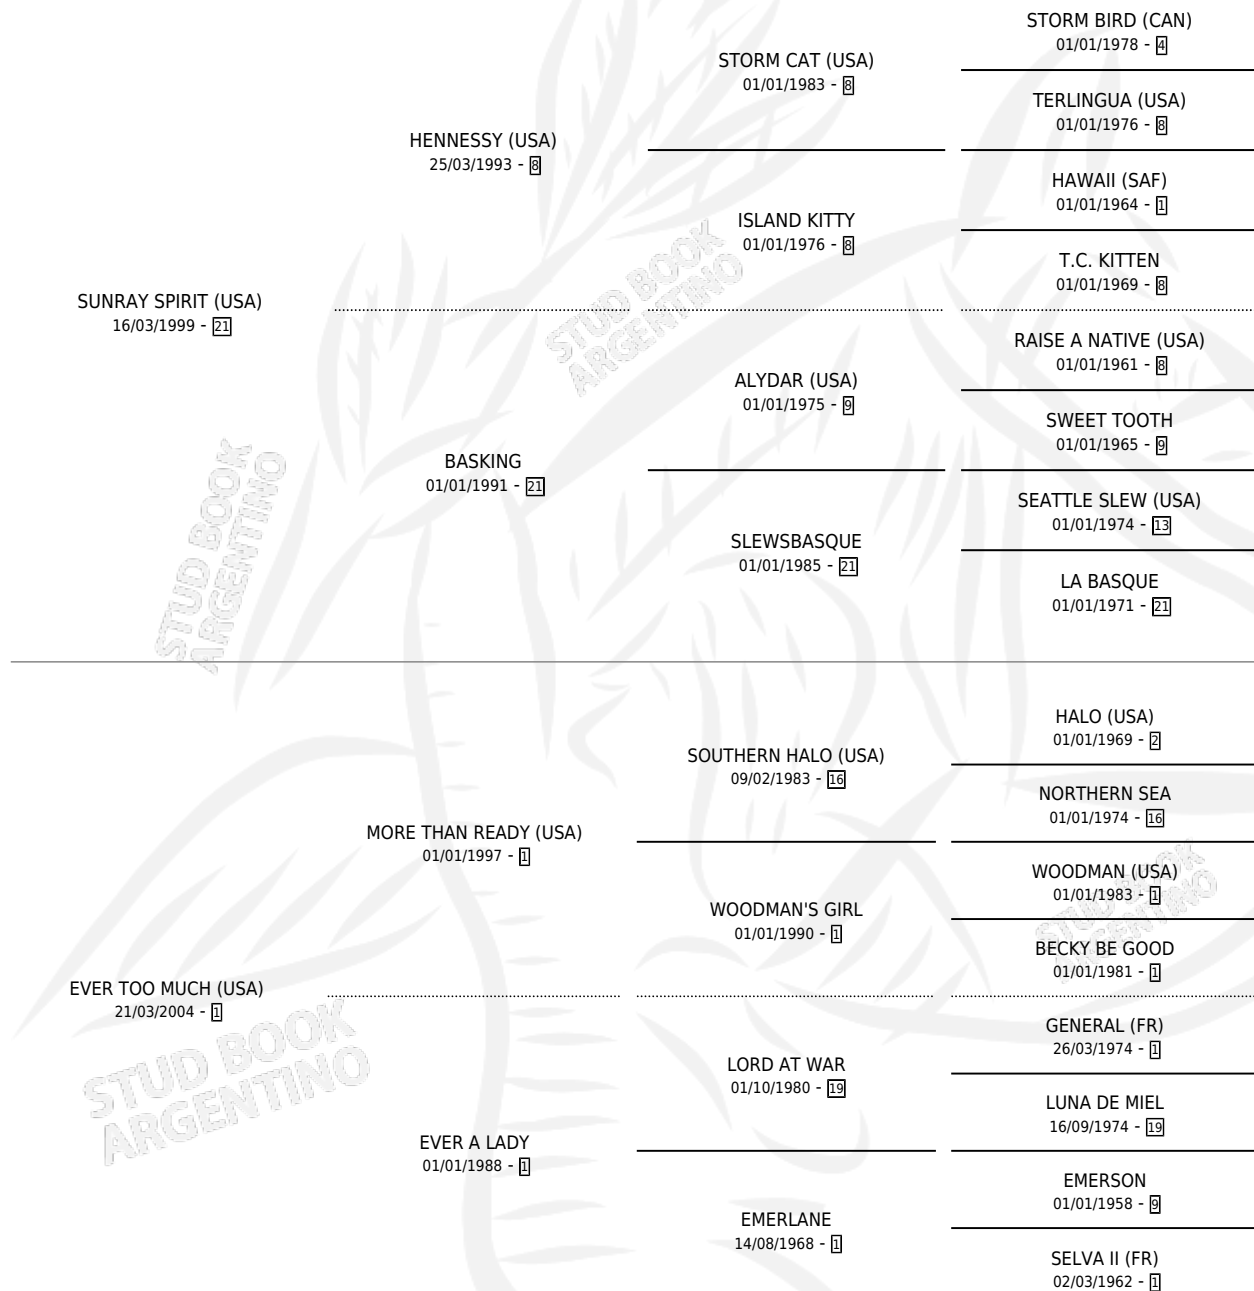 STORM BIRD (CAN)
01/01/1978 - 4
STORM CAT (USA)
01/01/1983 - 8
TERLINGUA (USA)
01/01/1976 - 8
HENNESSY (USA)
25/03/1993 - 8
HAWAII (SAF)
01/01/1964 - 1
ISLAND KITTY
01/01/1976 - 8
T.C. KITTEN
01/01/1969 - 8
SUNRAY SPIRIT (USA)
16/03/1999 - 21
STUD BOOK
ARGENTINO
RAISE A NATIVE (USA)
01/01/1961 - 8
ALYDAR (USA)
01/01/1975 - 9
SWEET TOOTH
01/01/1965 - 9
BASKING
01/01/1991 - 21
SEATTLE SLEW (USA)
01/01/1974 - 13
SLEWSBASQUE
01/01/1985 - 21
LA BASQUE
01/01/1971 - 21
STUD BOOK
ARGENTINO
HALO (USA)
01/01/1969 - 2
SOUTHERN HALO (USA)
09/02/1983 - 16
NORTHERN SEA
01/01/1974 - 16
MORE THAN READY (USA)
01/01/1997 - 1
WOODMAN (USA)
01/01/1983 - 1
WOODMAN'S GIRL
01/01/1990 - 1
STUD BOOK
ARGENTINO
BECKY BE GOOD
01/01/1981 - 1
EVER TOO MUCH (USA)
21/03/2004 - 1
STUD BOOK
ARGENTINO
GENERAL (FR)
26/03/1974 - 1
LORD AT WAR
01/10/1980 - 19
LUNA DE MIEL
16/09/1974 - 19
EVER A LADY
01/01/1988 - 1
EMERSON
01/01/1958 - 9
EMERLANE
14/08/1968 - 1
SELVA II (FR)
02/03/1962 - 1